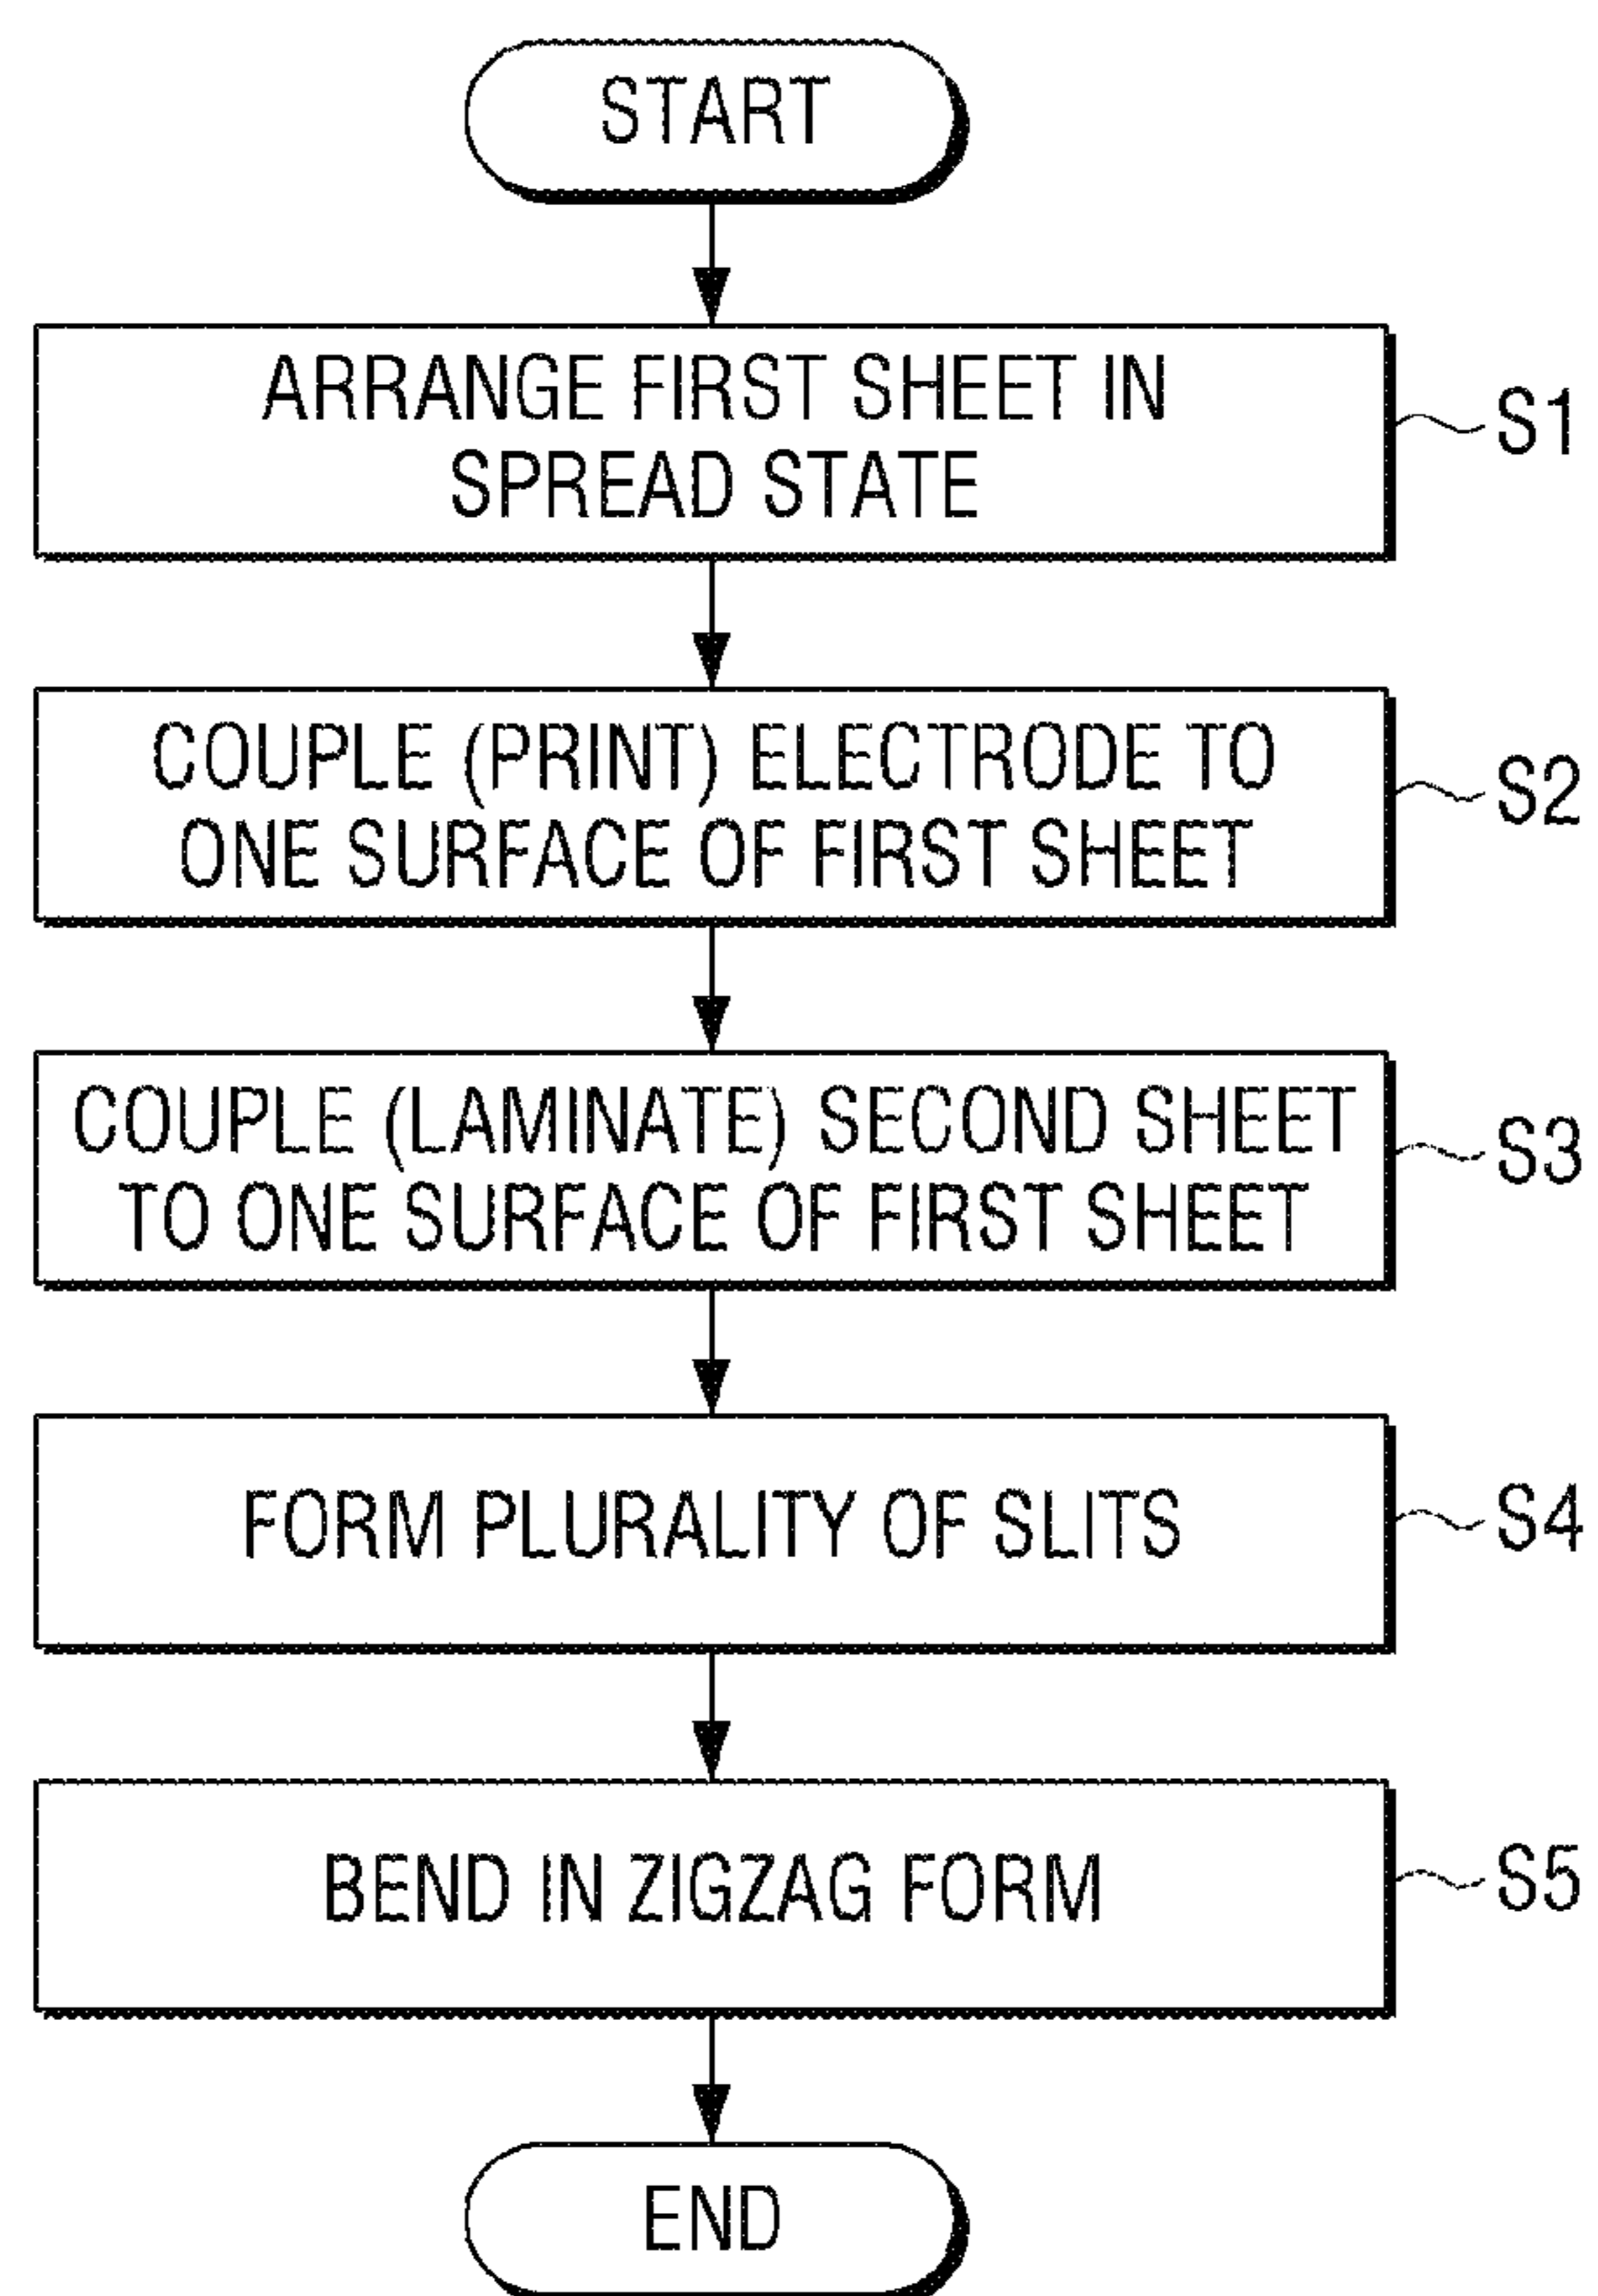 START
ARRANGE FIRST SHEET IN
SPREAD STATE
S1
COUPLE (PRINT) ELECTRODE TO
ONE SURFACE OF FIRST SHEET
S2
COUPLE (LAMINATE) SECOND SHEET
TO ONE SURFACE OF FIRST SHEET
S3
FORM PLURALITY OF SLITS
S4
BEND IN ZIGZAG FORM
S5
END